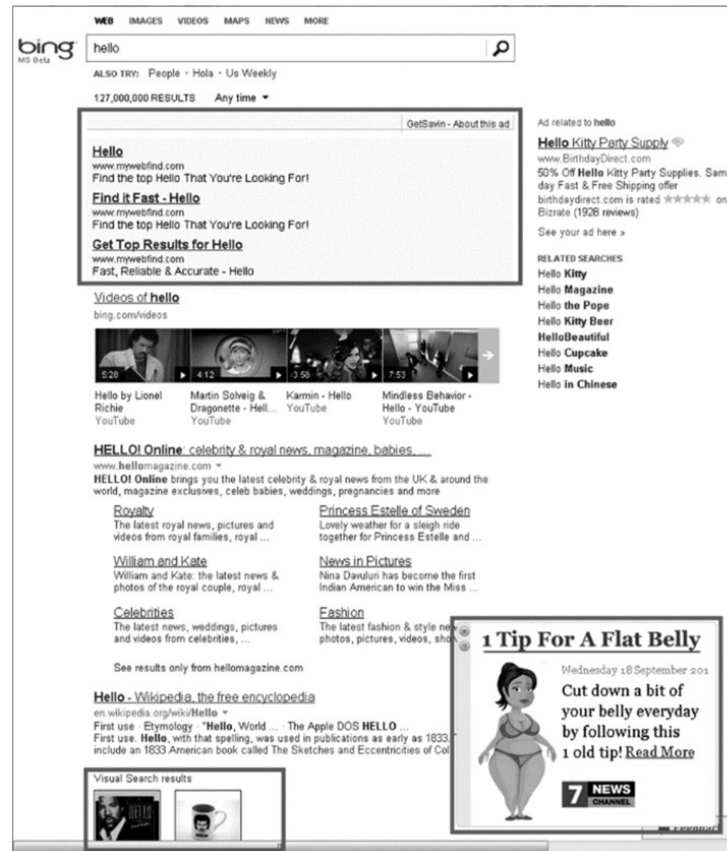 WEB IMAGES VIDEOS MAPS NEWS MORE
bing
MS Beta
hello
ALSO TRY: People · Hola · Us Weekly
127,000,000 RESULTS Any time
GetSavin - About this ad
Hello
www.mywebfind.com
Find the top Hello That You're Looking For!
Find it Fast - Hello
www.mywebfind.com
Find the top Hello That You're Looking For!
Get Top Results for Hello
www.mywebfind.com
Fast, Reliable & Accurate - Hello
Videos of hello
bing.com/videos
5:28 4:12 3:58 7:53
Hello by Lionel Richie
YouTube
Martin Solveig & Dragonette - Hell...
YouTube
Karmin - Hello
YouTube
Mindless Behavior - Hello - YouTube
YouTube
HELLO! Online: celebrity & royal news, magazine, babies, ...
www.hellomagazine.com
HELLO! Online brings you the latest celebrity & royal news from the UK & around the
world, magazine exclusives, celeb babies, weddings, pregnancies and more
Royalty
The latest royal news, pictures and
videos from royal families, royal ...
Princess Estelle of Sweden
Lovely weather for a sleigh ride
together for Princess Estelle and ...
William and Kate
William and Kate: the latest news &
photos of the royal couple, royal ...
News in Pictures
Nina Davuluri has become the first
Indian American to win the Miss ...
Celebrities
The latest news, weddings, pictures
and videos from celebrities, ...
Fashion
The latest fashion & style
photos, pictures, videos,
See results only from hellomagazine.com
Hello - Wikipedia, the free encyclopedia
en.wikipedia.org/wiki/Hello
First use · Etymology · "Hello, World ... · The Apple DOS HELLO ...
First use. Hello, with that spelling, was used in publications as early as 1833.
include an 1833 American book called The Sketches and Eccentricities of Col
Visual Search results
Ad related to hello
Hello Kitty Party Supply
www.BirthdayDirect.com
50% Off Hello Kitty Party Supplies. Sam
day Fast & Free Shipping offer
birthdaydirect.com is rated ★★★★★ on
Bizrate (1928 reviews)
See your ad here »
RELATED SEARCHES
Hello Kitty
Hello Magazine
Hello the Pope
Hello Kitty Beer
HelloBeautiful
Hello Cupcake
Hello Music
Hello in Chinese
1 Tip For A Flat Belly
Wednesday 18 September 201
Cut down a bit of
your belly everyday
by following this
1 old tip! Read More
7 NEWS
CHANNEL